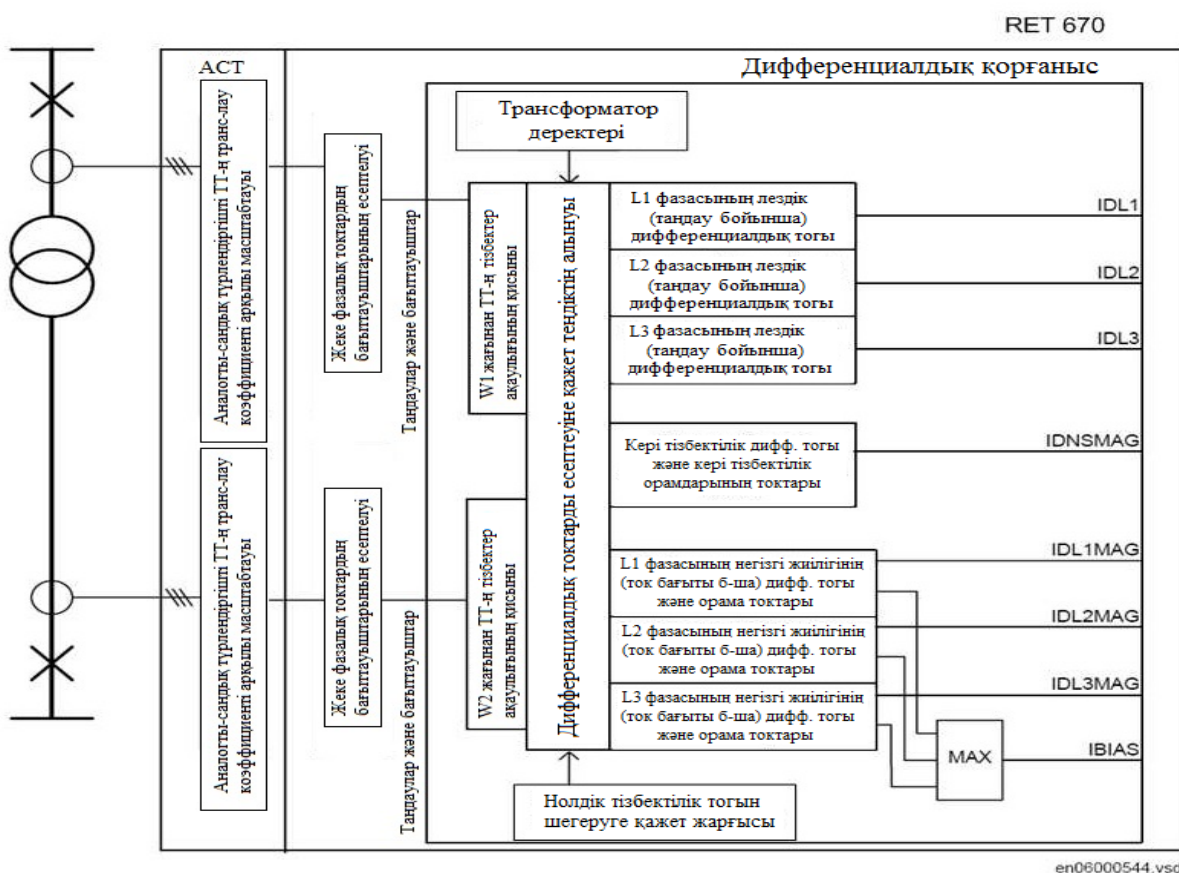 RET 670
АСТ
Дифференциалдық қорғаныс
Трансформатор
деректері
Аналогты-сандық түрлендіргішті ТТ-ң транс-лау
коэффициенті арқылы масштабтауы
Жеке фазалық токтардың
бағыптауыштарының есептелуі
Таңдаулар және бағыптауыштар
W1 жағынан ТТ-ң тізбектер
ақаулығының қисыны
Дифференциалдық токтарды есептеуіне қажет теңдіктің алынуы
L1 фазасының лездік
(таңдау бойынша)
дифференциалдық тогы
IDL1
L2 фазасының лездік
(таңдау бойынша)
дифференциалдық тогы
IDL2
L3 фазасының лездік
(таңдау бойынша)
дифференциалдық тогы
IDL3
Кері тізбектілік дифф. тогы
және кері тізбектілік
орамдарының токтары
IDNSMAG
Аналогты-сандық түрлендіргішті ТТ-ң транс-лау
коэффициенті арқылы масштабтауы
Жеке фазалық токтардың
бағыптауыштарының есептелуі
Таңдаулар және бағыптауыштар
W2 жағынан ТТ-ң тізбектер
ақаулығының қисыны
L1 фазасының негізгі жиілігінің
(ток бағыты б-ша) дифф. тогы
және орама токтары
IDL1MAG
L2 фазасының негізгі жиілігінің
(ток бағыты б-ша) дифф. тогы
және орама токтары
IDL2MAG
L3 фазасының негізгі жиілігінің
(ток бағыты б-ша) дифф. тогы
және орама токтары
IDL3MAG
MAX
IBIAS
Нолдік тізбектілік тогын
шегеруге қажет жарғысы
en06000544.vsd